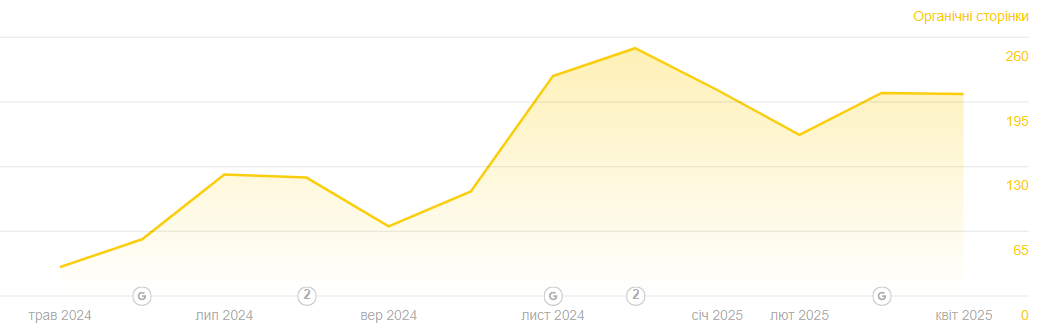 Органічні сторінки
260
195
130
65
G 2 G 2 G
трав 2024 лип 2024 вер 2024 лист 2024 січ 2025 лют 2025 квіт 2025 0